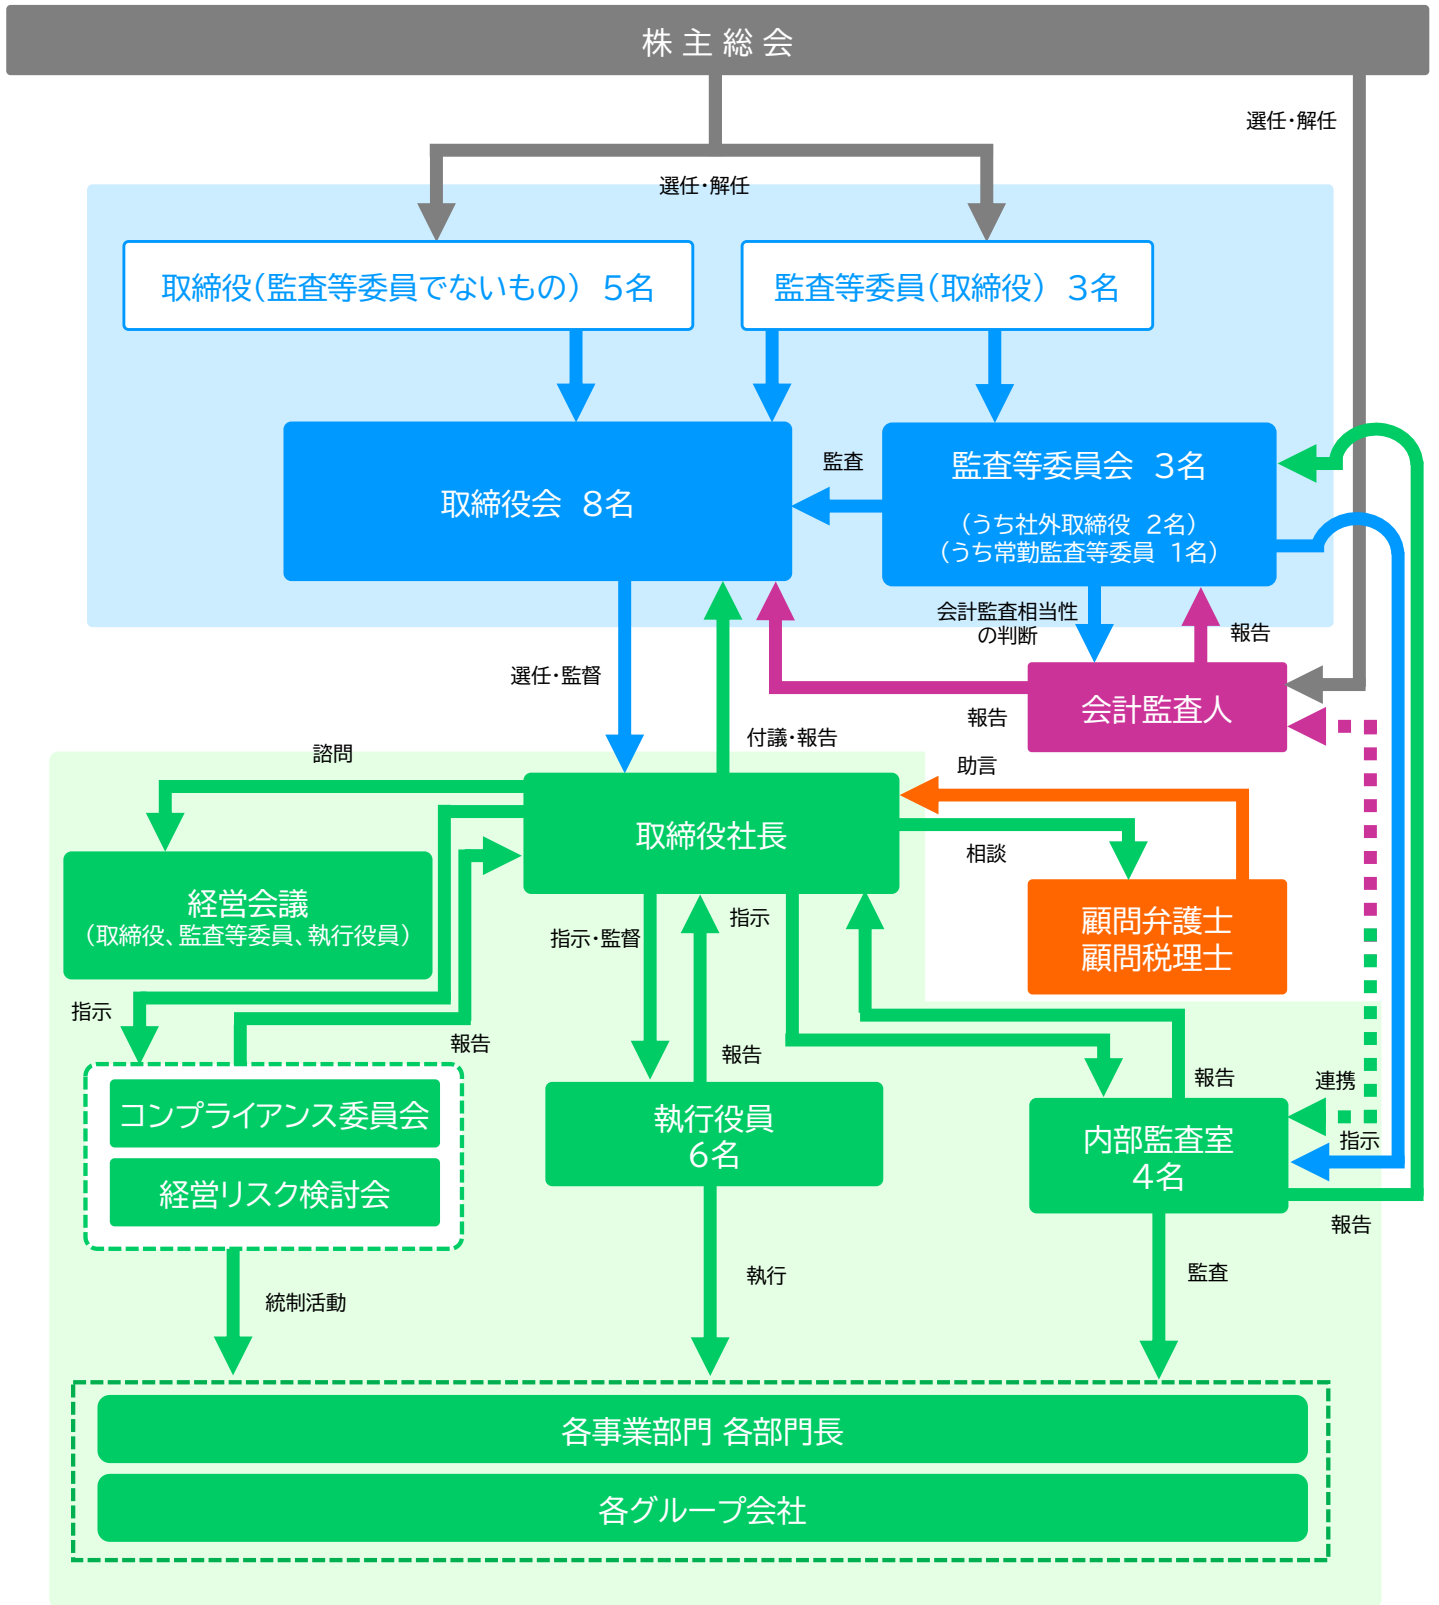 株主総会
選任・解任
選任・解任
取締役(監査等委員でないもの) 5名
監査等委員(取締役) 3名
監査
取締役会 8名
監査等委員会 3名
(うち社外取締役 2名)
(うち常勤監査等委員 1名)
会計監査相当性
の判断
報告
選任・監督
会計監査人
報告
付議・報告
諮問
助言
取締役社長
相談
経営会議
(取締役、監査等委員、執行役員)
指示・監督
指示
顧問弁護士
顧問税理士
指示
報告
報告
報告
連携
コンプライアンス委員会
執行役員
6名
内部監査室
4名
指示
経営リスク検討会
報告
統制活動
執行
監査
各事業部門 各部門長
各グループ会社